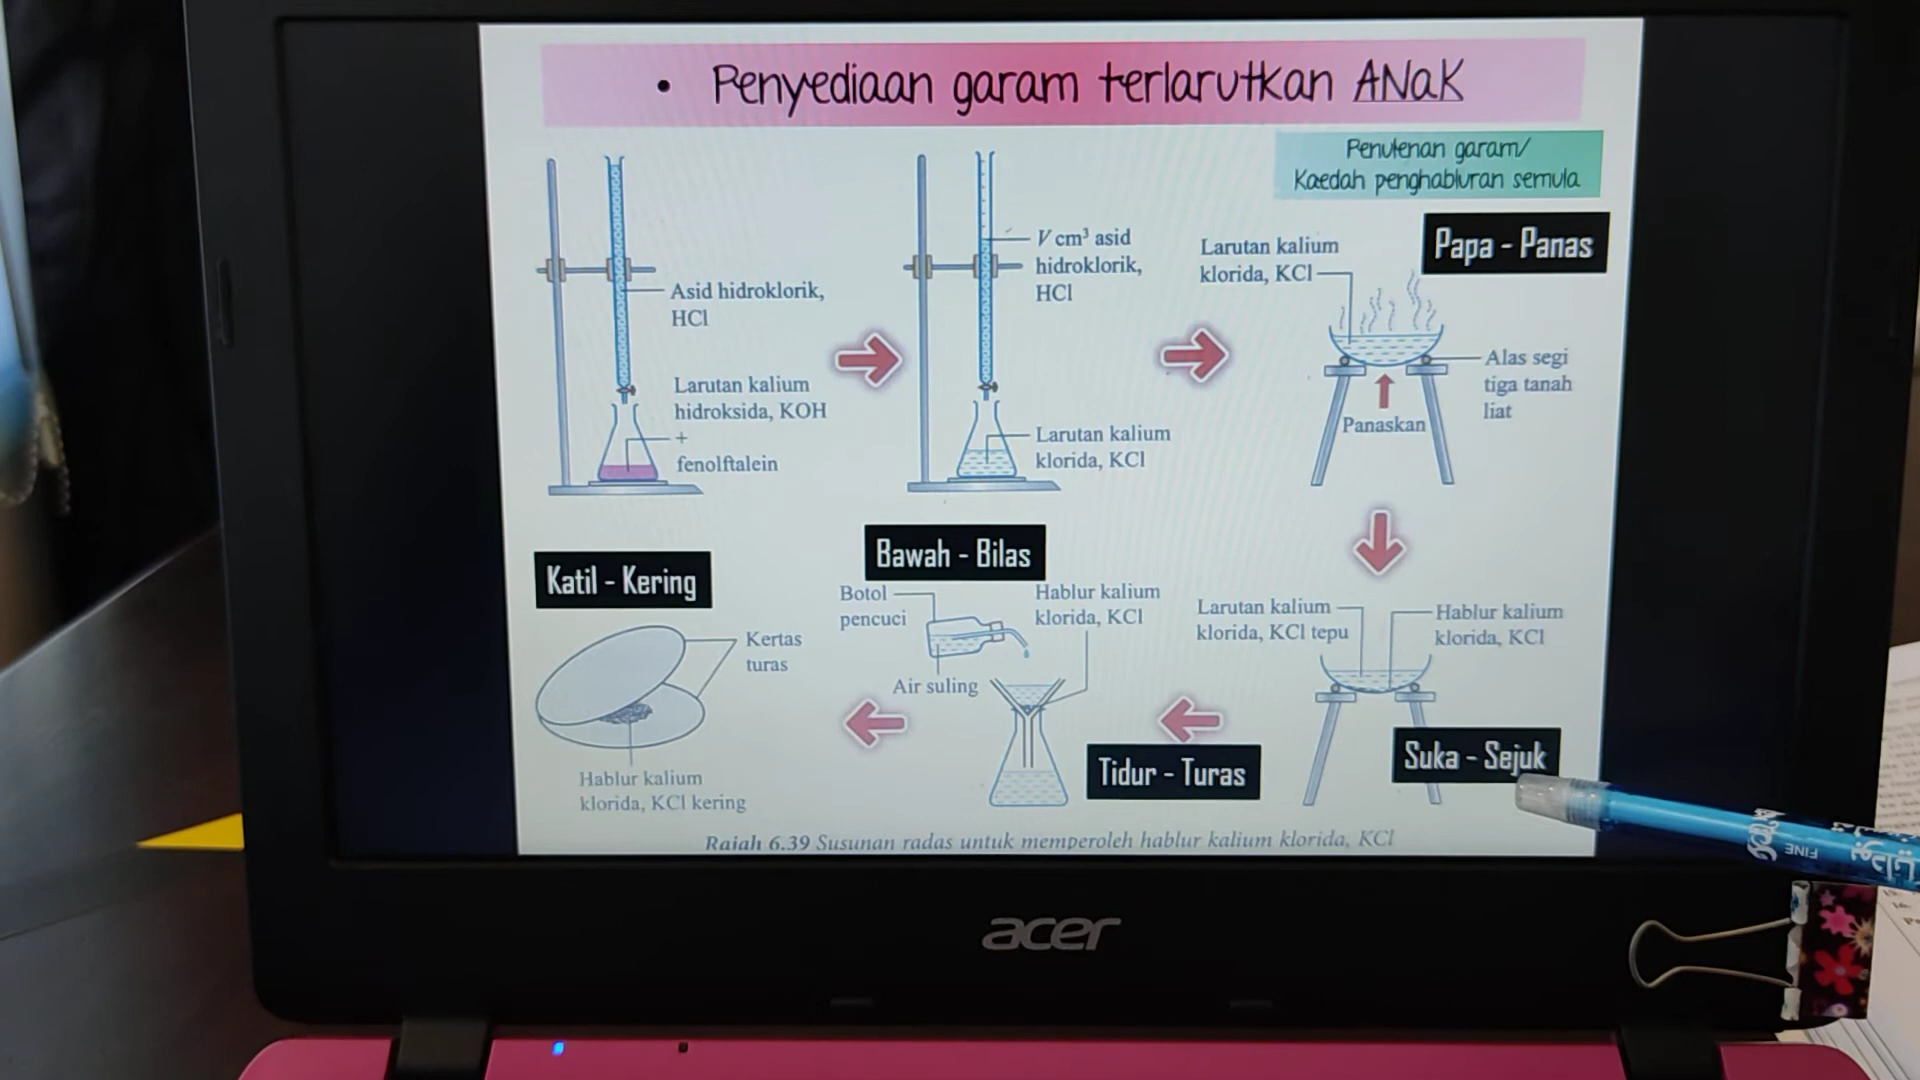 • Penyediaan garam terlarutkan ANaK
Penulenan garam/
Kaedah penghabluran semula
Papa - Panas
Asid hidroklorik,
HCl
Larutan kalium
hidroksida, KOH
+
fenolftalein
V cm³ asid
hidroklorik,
HCl
Larutan kalium
klorida, KCl
Larutan kalium
klorida, KCl
Alas segi
tiga tanah
liat
Panaskan
Larutan kalium
klorida, KCl tepu
Hablur kalium
klorida, KCl
Suka - Sejuk
Tidur - Turas
Bawah - Bilas
Botol
pencuci
Hablur kalium
klorida, KCl
Air suling
Katil - Kering
Kertas
turas
Hablur kalium
klorida, KCl kering
Rajah 6.39 Susunan radas untuk memperoleh hablur kalium klorida, KCl
acer
FINE